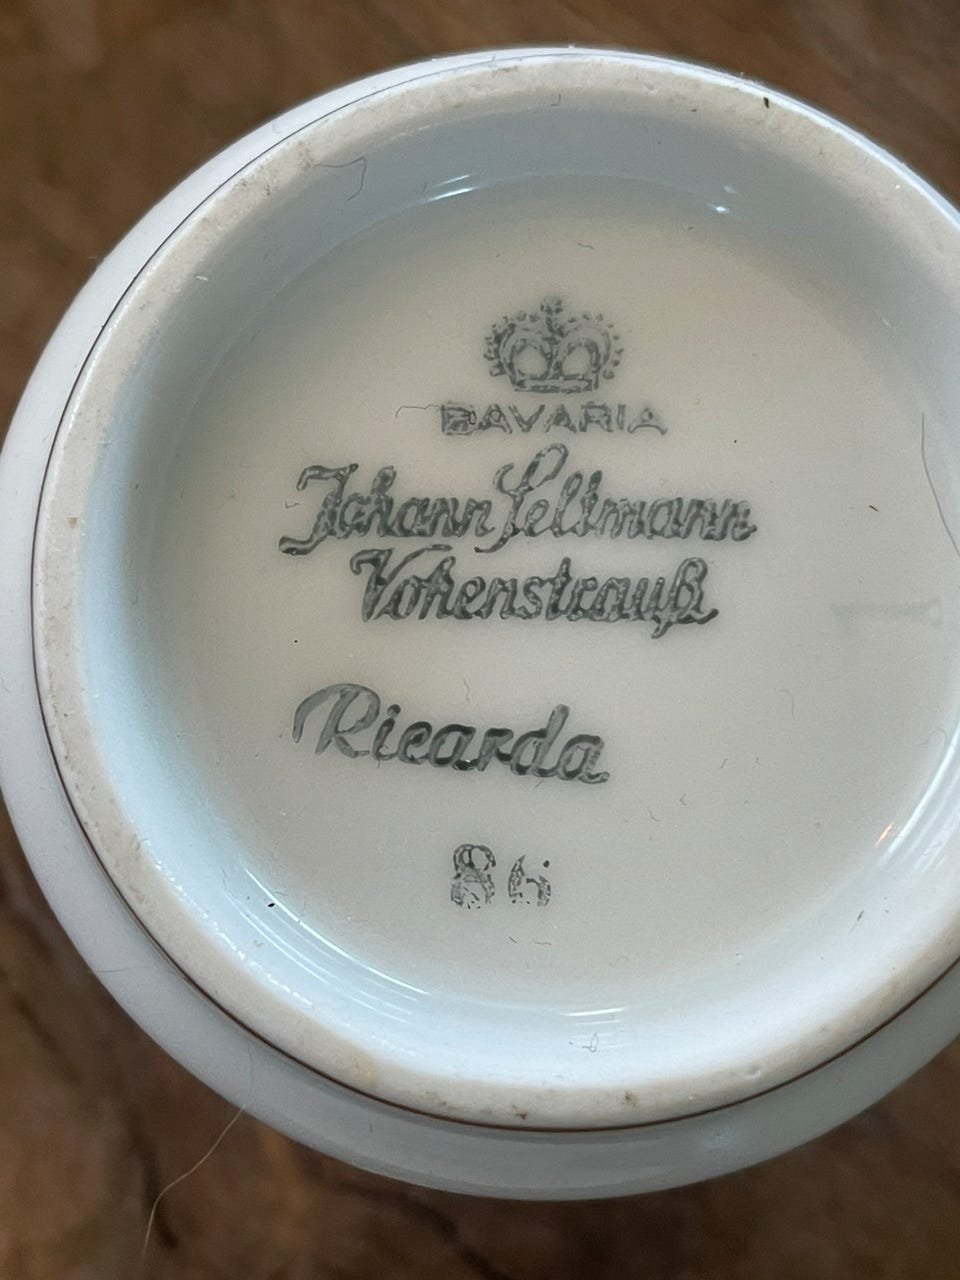 BAVARIA
Johann Seltmann
Vohenstrauß
Ricarda
86